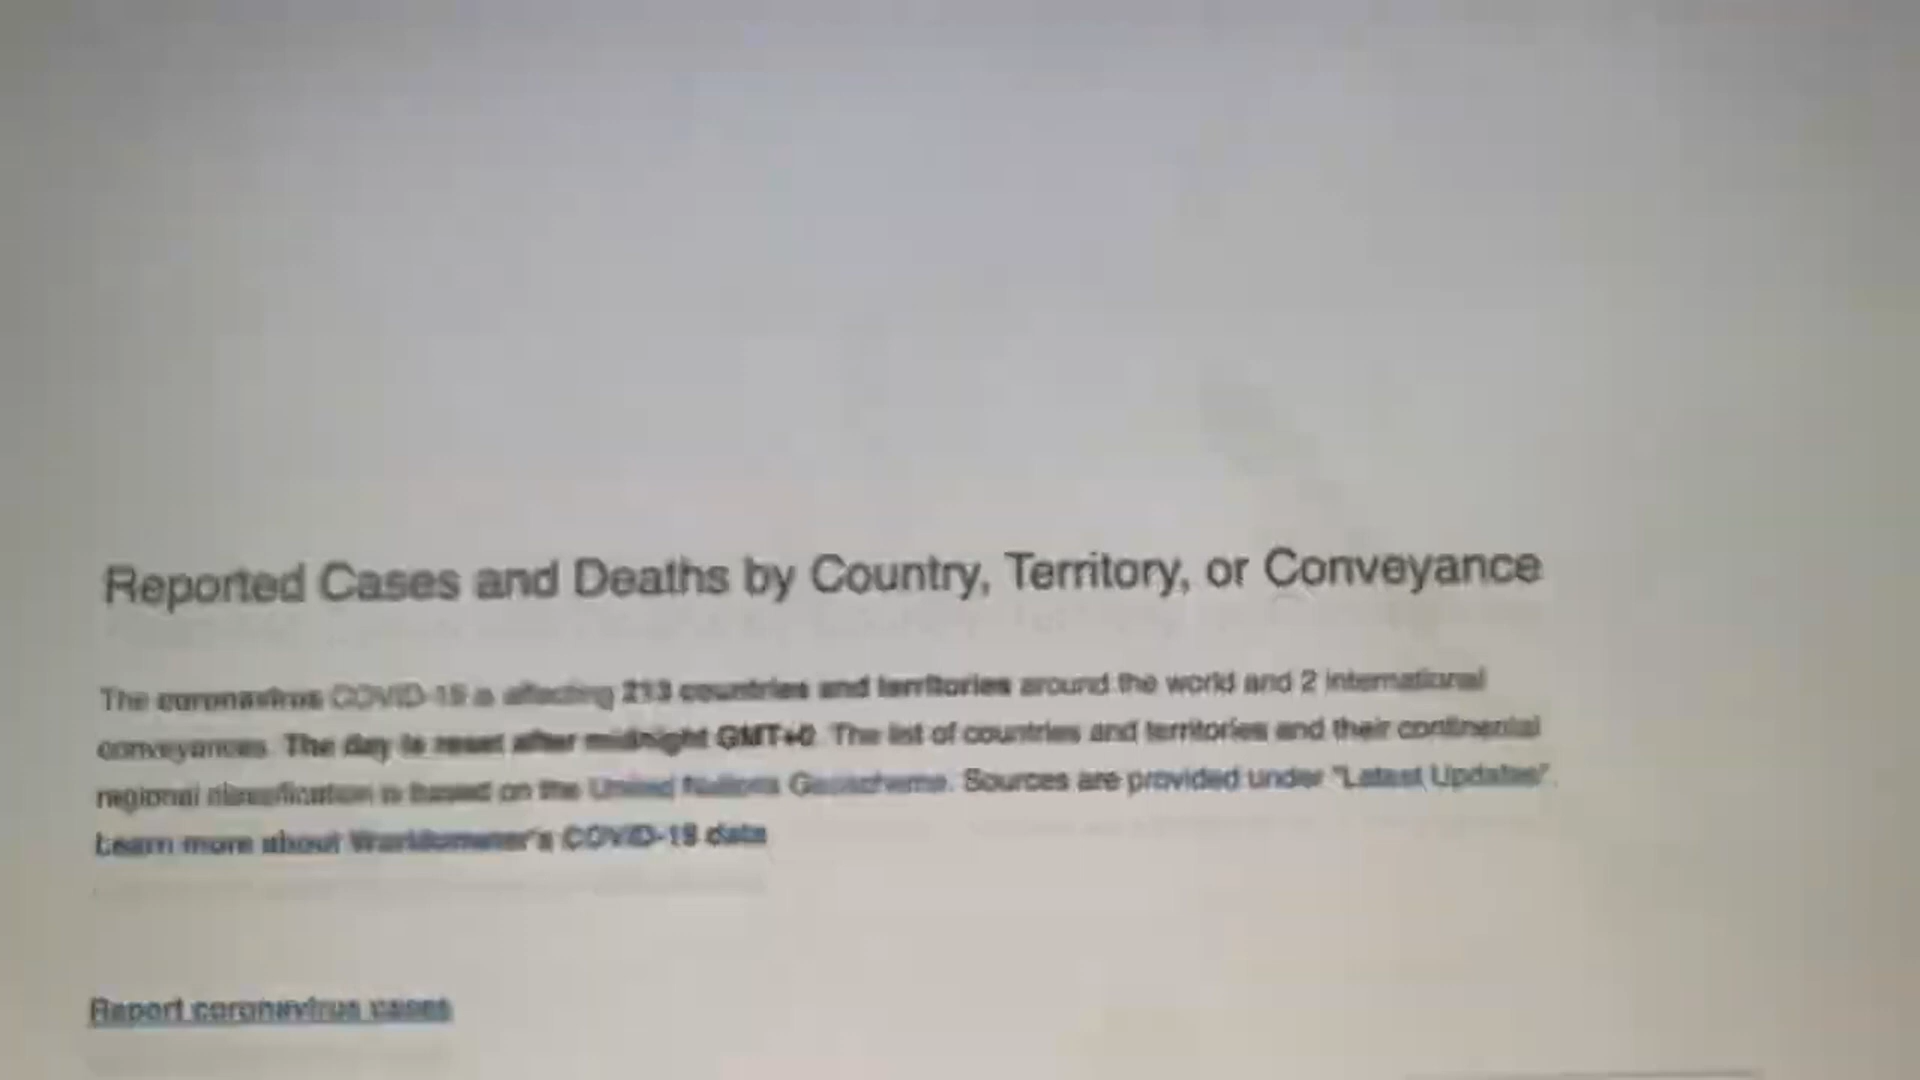 Reported Cases and Deaths by Country, Territory, or Conveyance
The coronavirus COVID-19 is affecting 213 countries and territories around the world and 2 international
conveyances. The day is reset after midnight GMT+0. The list of countries and territories and their continental
regional classification is based on the United Nations Geoscheme. Sources are provided under "Latest Updates".
Learn more about Worldometer's COVID-19 data
Report coronavirus cases